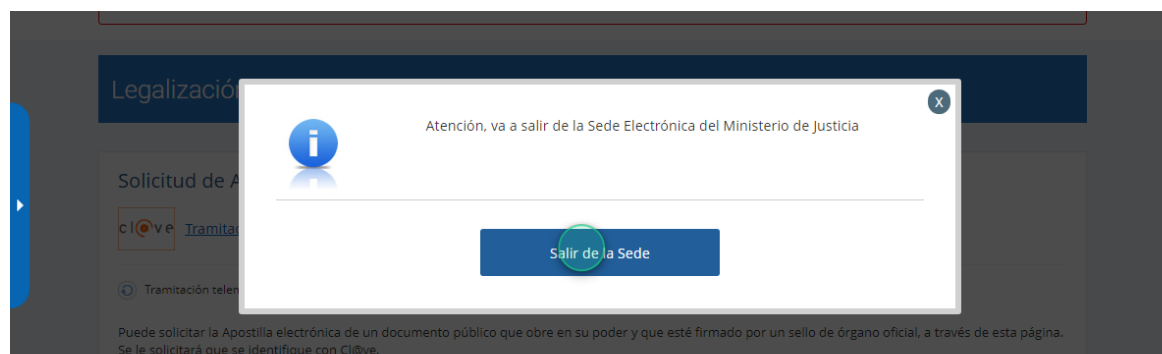 Legalización
X
Atención, va a salir de la Sede Electrónica del Ministerio de Justicia
i
Solicitud de A
cl@ve Tramita
Salir de la Sede
Tramitación telem
Puede solicitar la Apostilla electrónica de un documento público que obre en su poder y que esté firmado por un sello de órgano oficial, a través de esta página.
Se le solicitará que se identifique con Cl@ve.